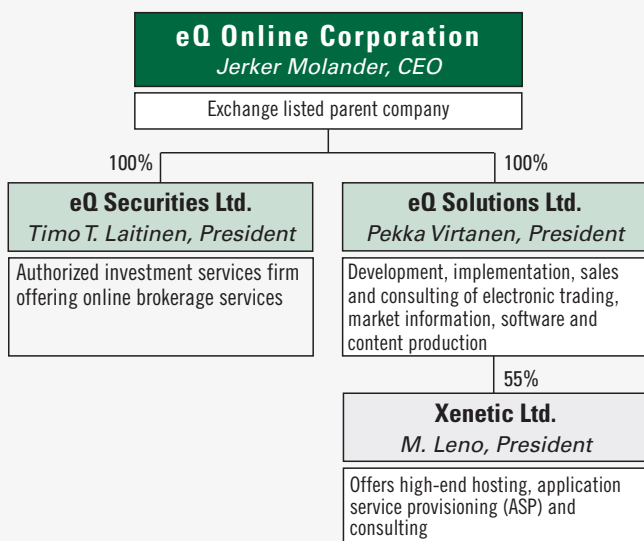 eQ Online Corporation
Jerker Molander, CEO
Exchange listed parent company
100%
100%
eQ Securities Ltd.
Timo T. Laitinen, President
Authorized investment services firm
offering online brokerage services
eQ Solutions Ltd.
Pekka Virtanen, President
Development, implementation, sales
and consulting of electronic trading,
market information, software and
content production
55%
Xenetic Ltd.
M. Leno, President
Offers high-end hosting, application
service provisioning (ASP) and
consulting